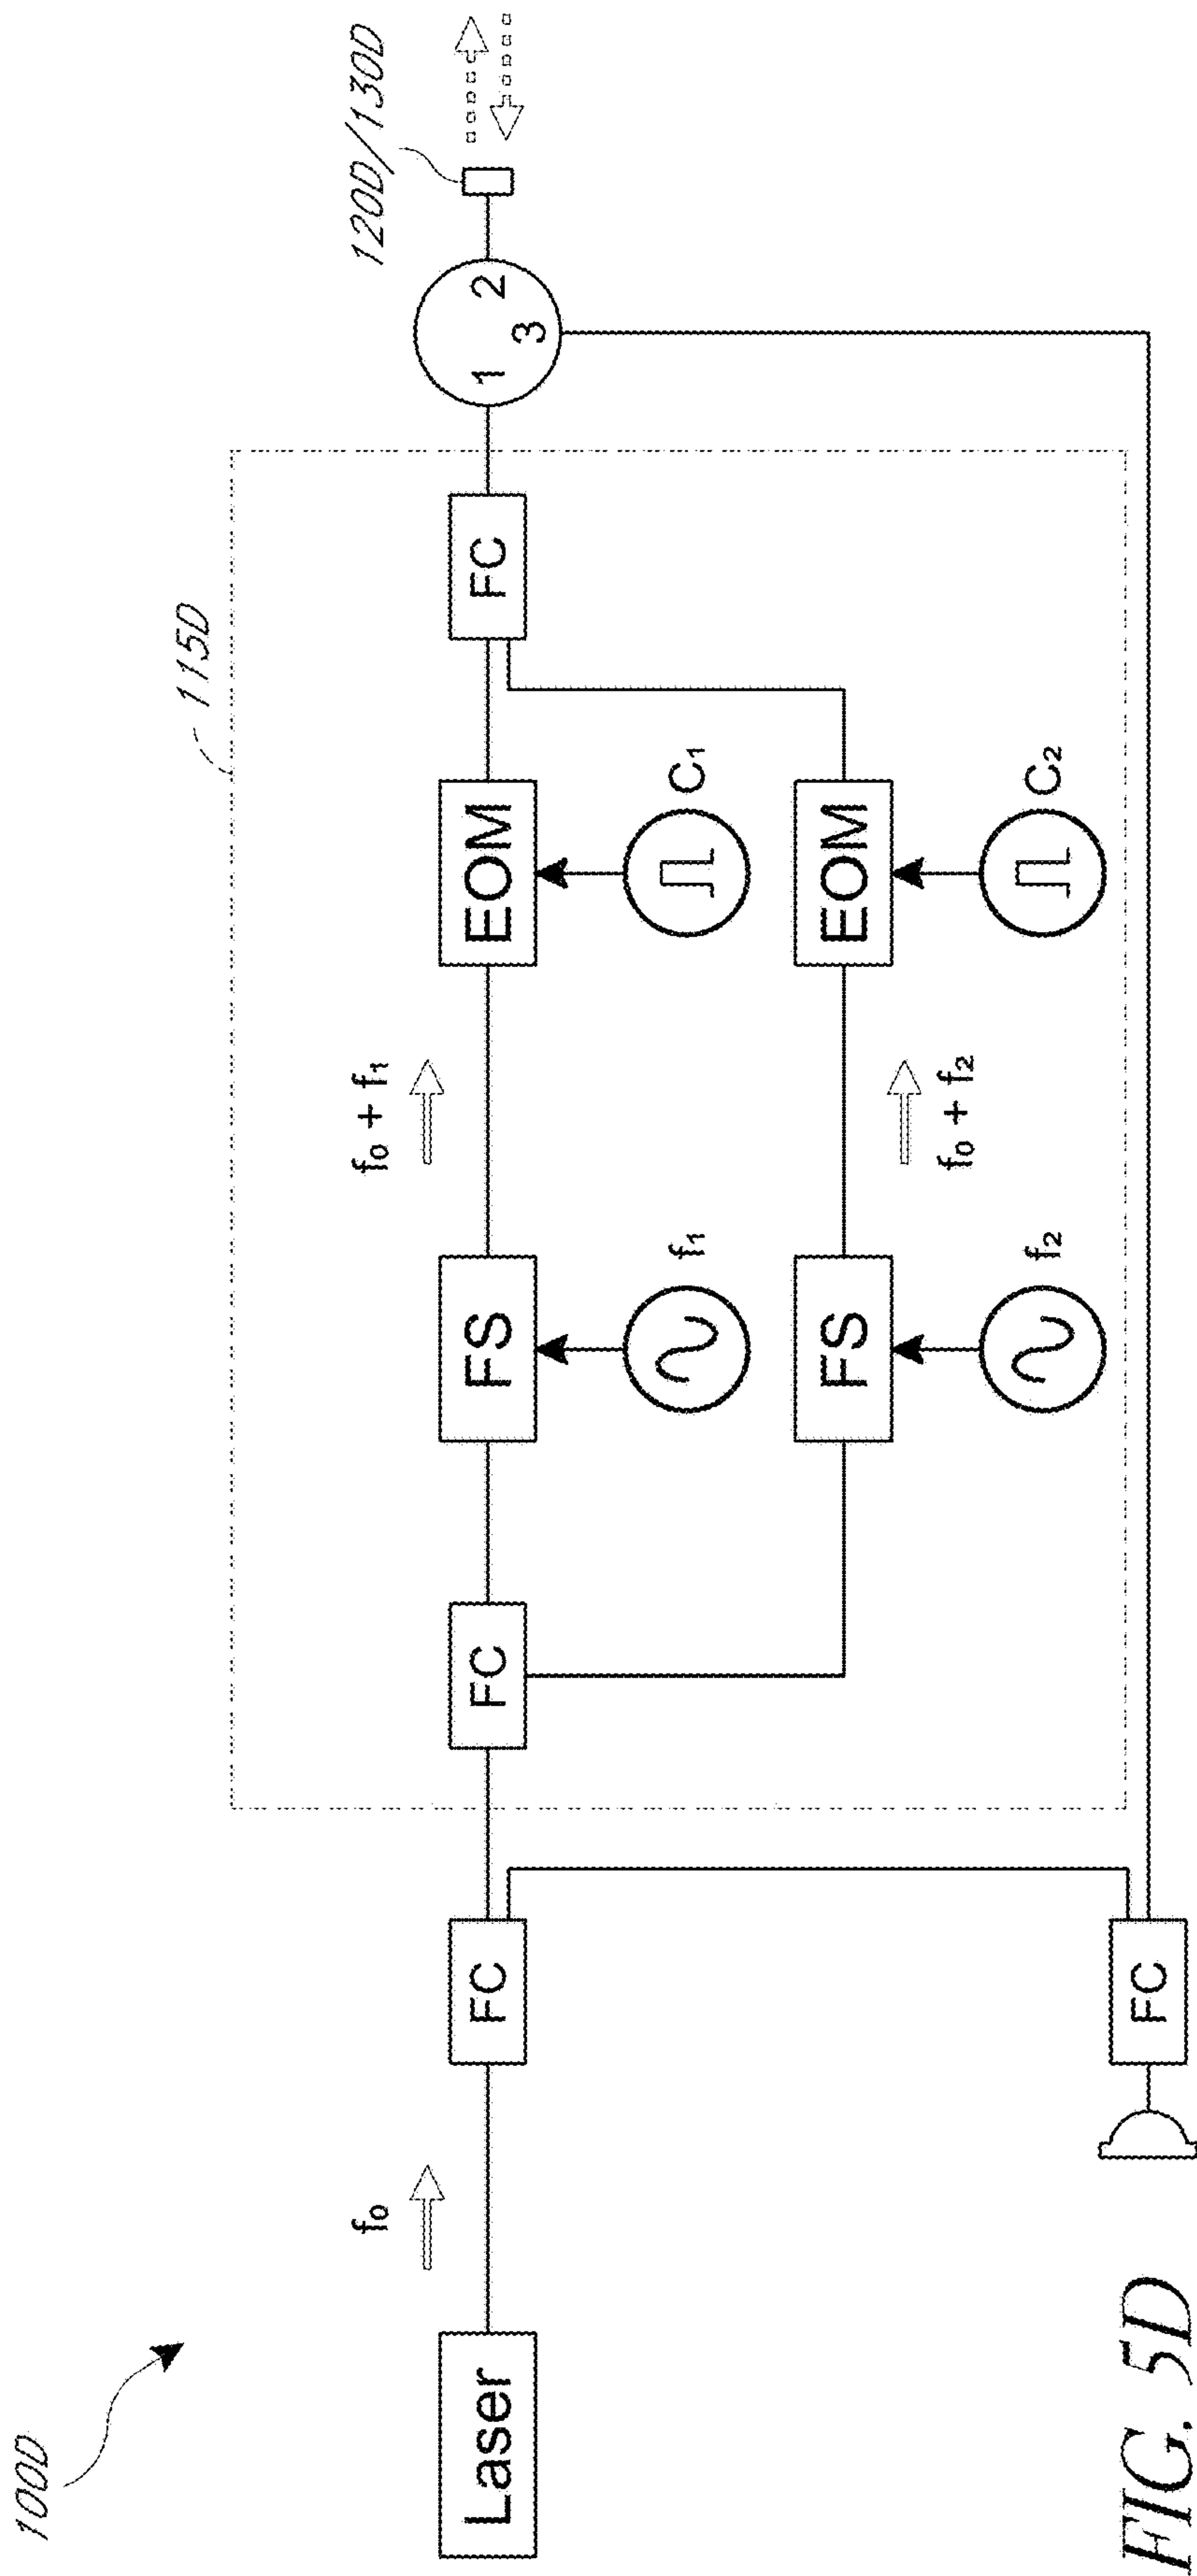 100D
115D
120D/130D
f₀
f₀ + f₁
Laser
FC
FC
FS
EOM
FC
1
2
3
f₁
C₁
f₀ + f₂
FS
EOM
f₂
C₂
FC
FIG. 5D